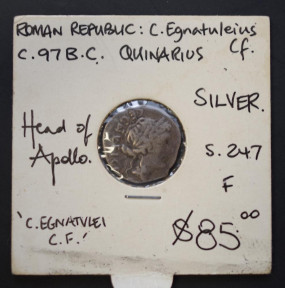 ROMAN REPUBLIC: C. Egnatuleius
C. 97 B.C. QUINARIUS Cf.
SILVER.
Head of
Apollo.
S. 247
F
'C. EGNATVLEI
C.F.'
$85.00